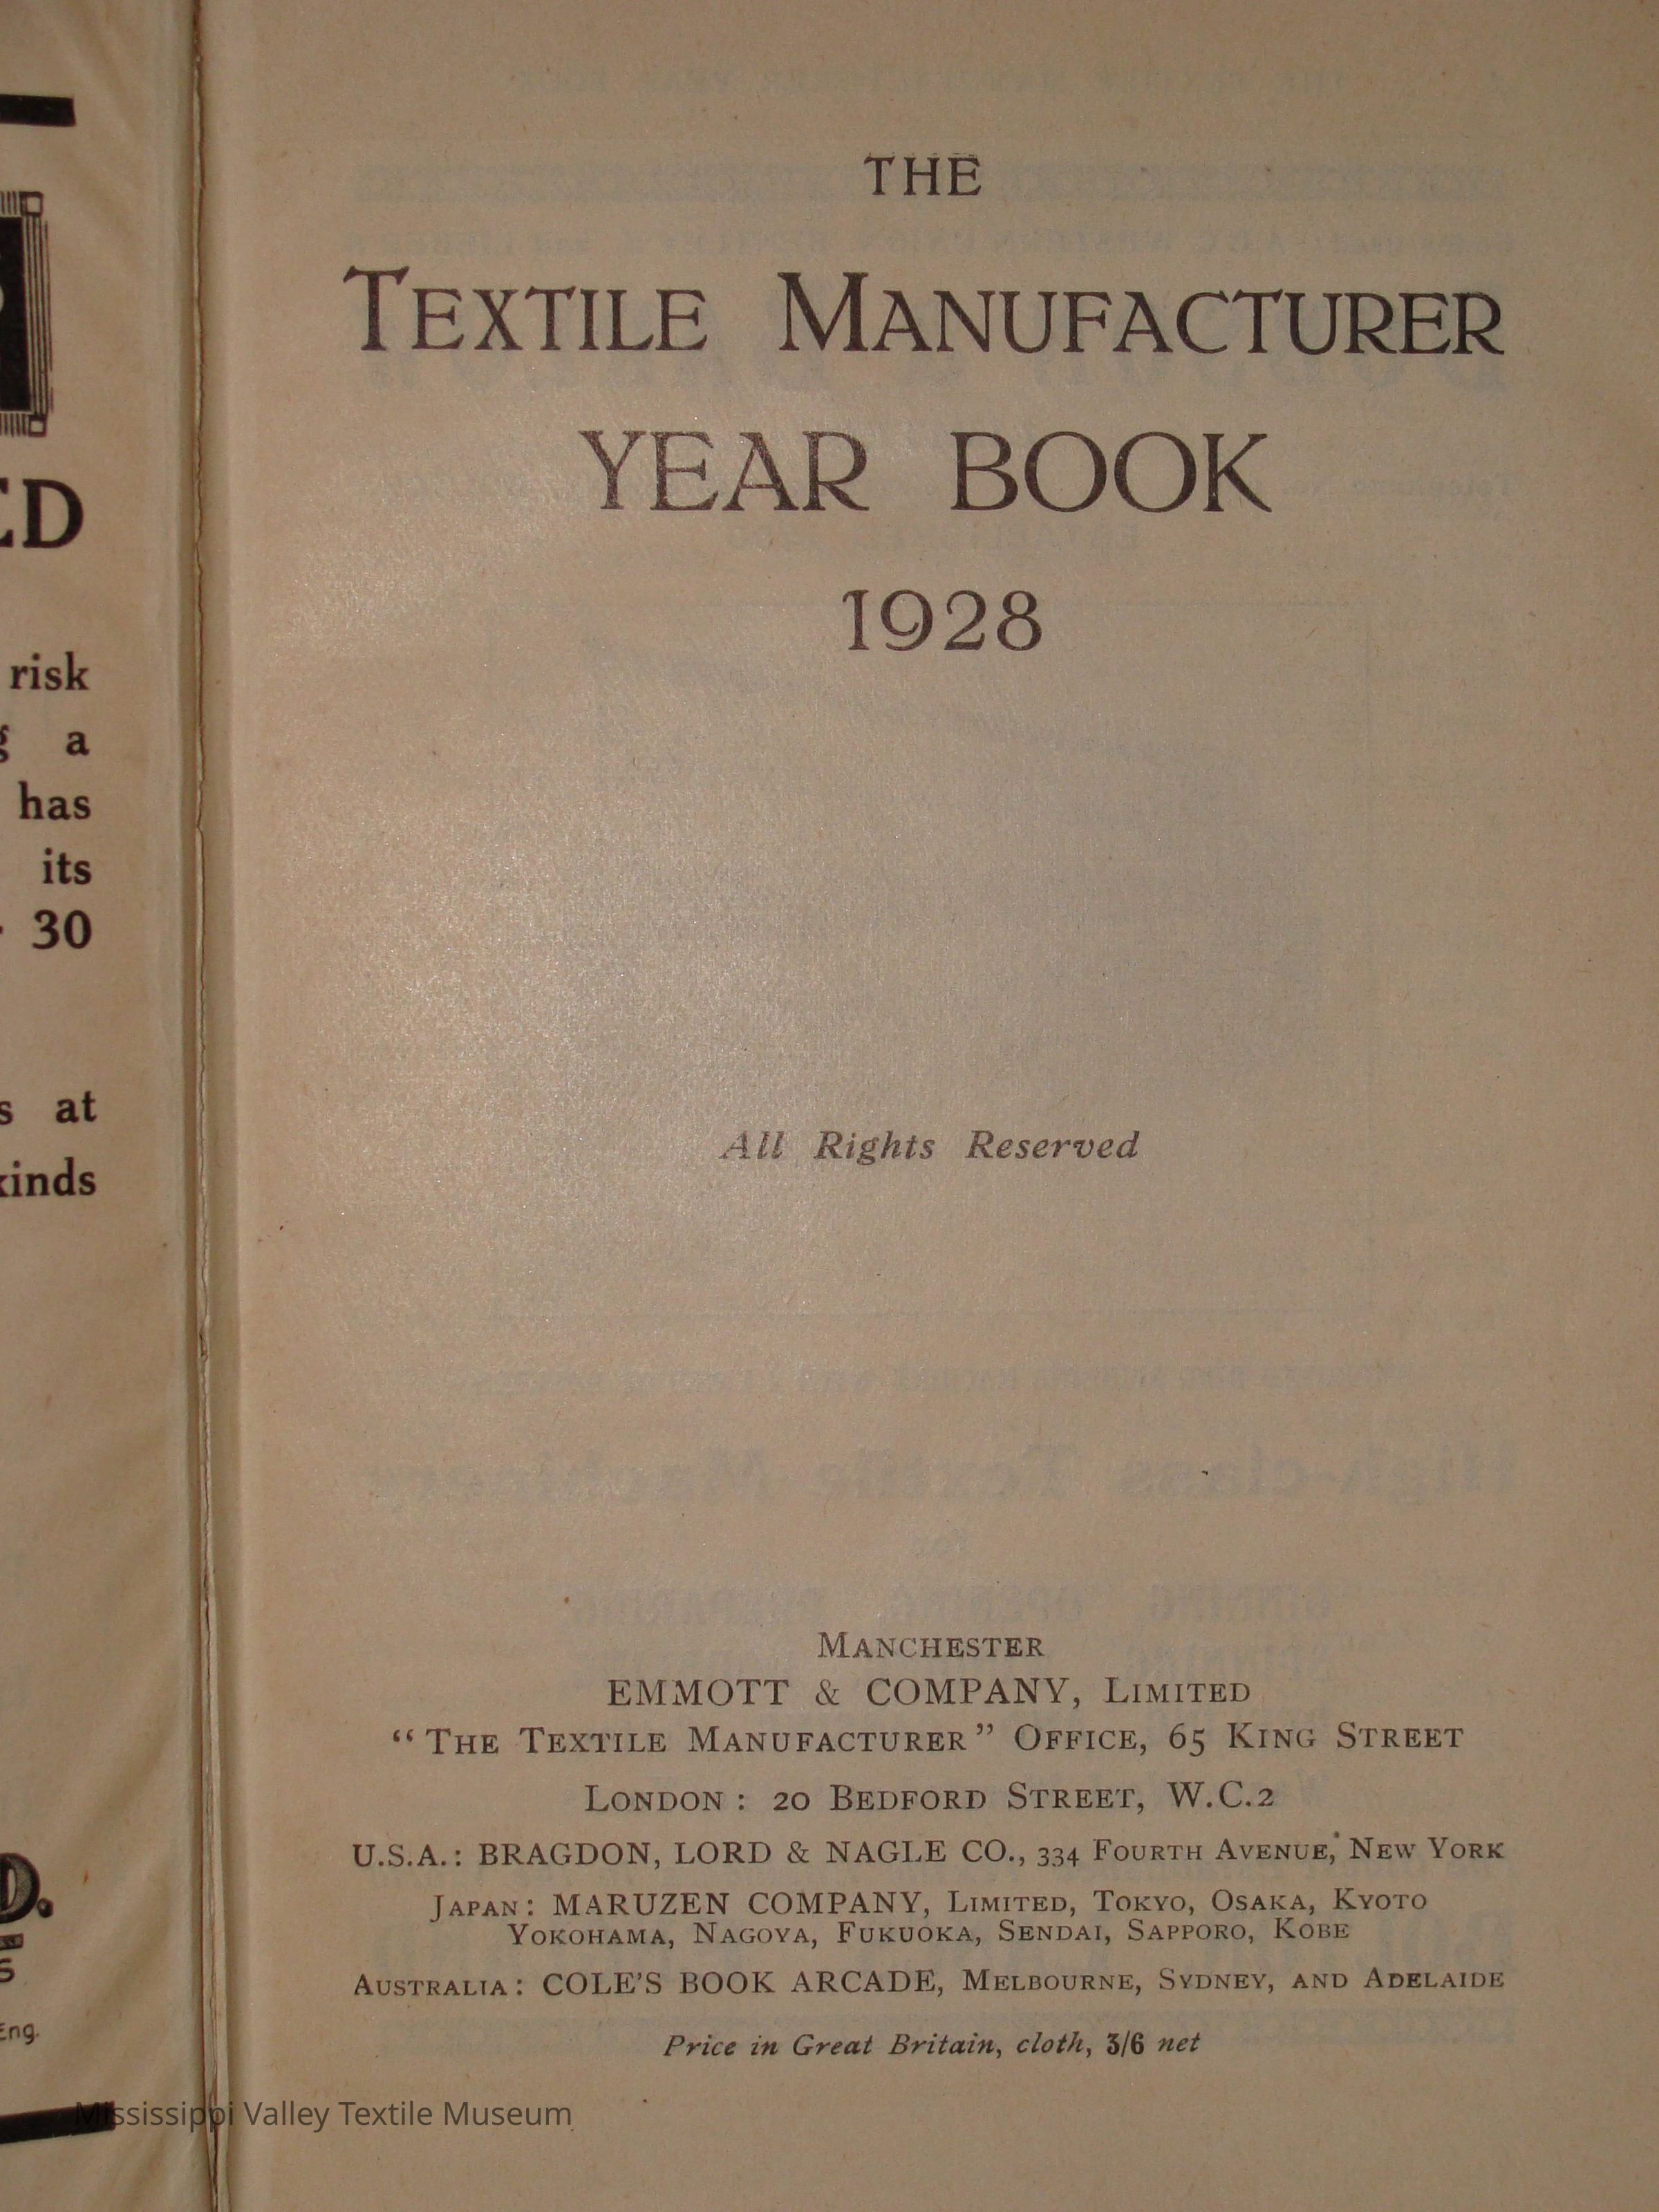 ED
risk
a
has
its
30
at
kinds
D.
Eng.
THE
TEXTILE MANUFACTURER
YEAR BOOK
1928
All Rights Reserved
MANCHESTER
EMMOTT & COMPANY, LIMITED
“THE TEXTILE MANUFACTURER” OFFICE, 65 KING STREET
LONDON: 20 BEDFORD STREET, W.C.2
U.S.A.: BRAGDON, LORD & NAGLE CO., 334 FOURTH AVENUE, NEW YORK
JAPAN: MARUZEN COMPANY, LIMITED, TOKYO, OSAKA, KYOTO
YOKOHAMA, NAGOYA, FUKUOKA, SENDAI, SAPPORO, KOBE
AUSTRALIA: COLE'S BOOK ARCADE, MELBOURNE, SYDNEY, AND ADELAIDE
Price in Great Britain, cloth, 3/6 net
Mississippi Valley Textile Museum